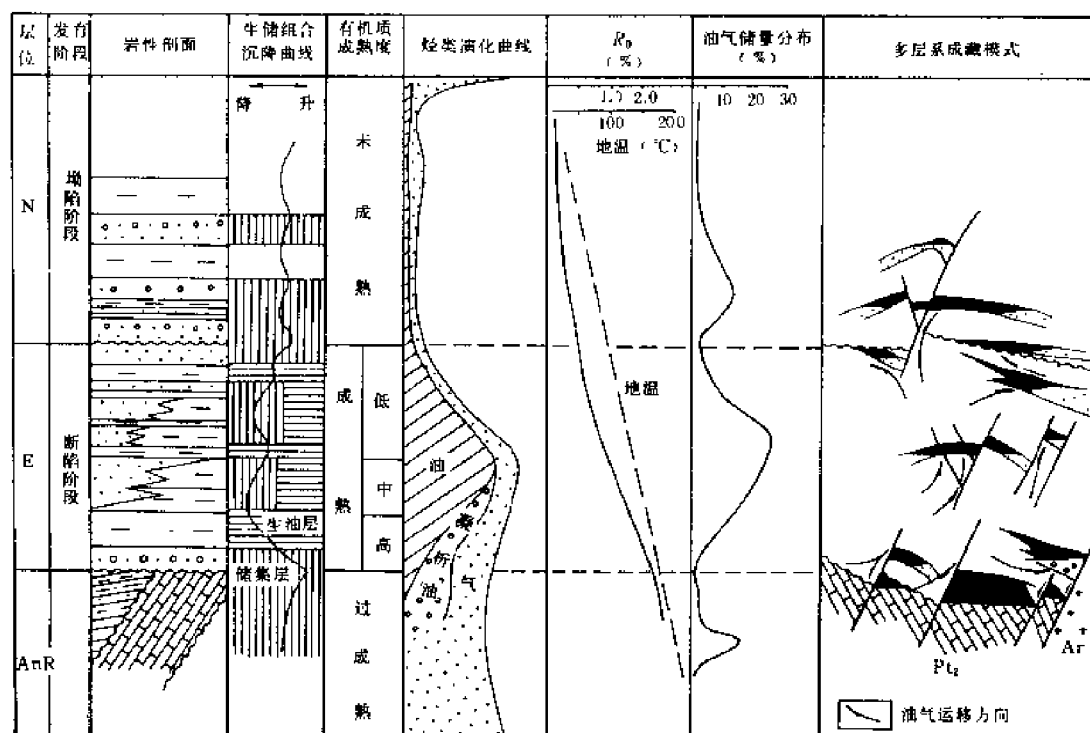 层位
发育阶段
岩性剖面
生储组合沉降曲线
有机质成熟度
烃类演化曲线
R₀
(%)
油气储量分布
(%)
多层系成藏模式
降 升
1.0 2.0
100 200
地温 (℃)
10 20 30
N
坳陷阶段
未成熟
E
断陷阶段
成熟
低
中
高
生油层
储集层
油
凝析油
气
地温
AnR
过成熟
Pt₂
Ar
油气运移方向